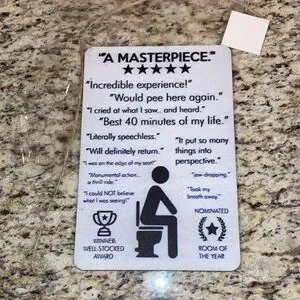 "A MASTERPIECE."
"Incredible experience!"
"Would pee here again."
"I cried at what I saw... and heard."
"Best 40 minutes of my life."
"Literally speechless."
"It put so many
things into
perspective."
"Will definitely return."
"I was on the edge of my seat!"
"Monumental action...
a thrill ride."
"jaw-dropping."
"I could NOT believe
what I was seeing!"
"Took my
breath away."
WINNER:
WELL-STOCKED
AWARD
NOMINATED
ROOM OF
THE YEAR